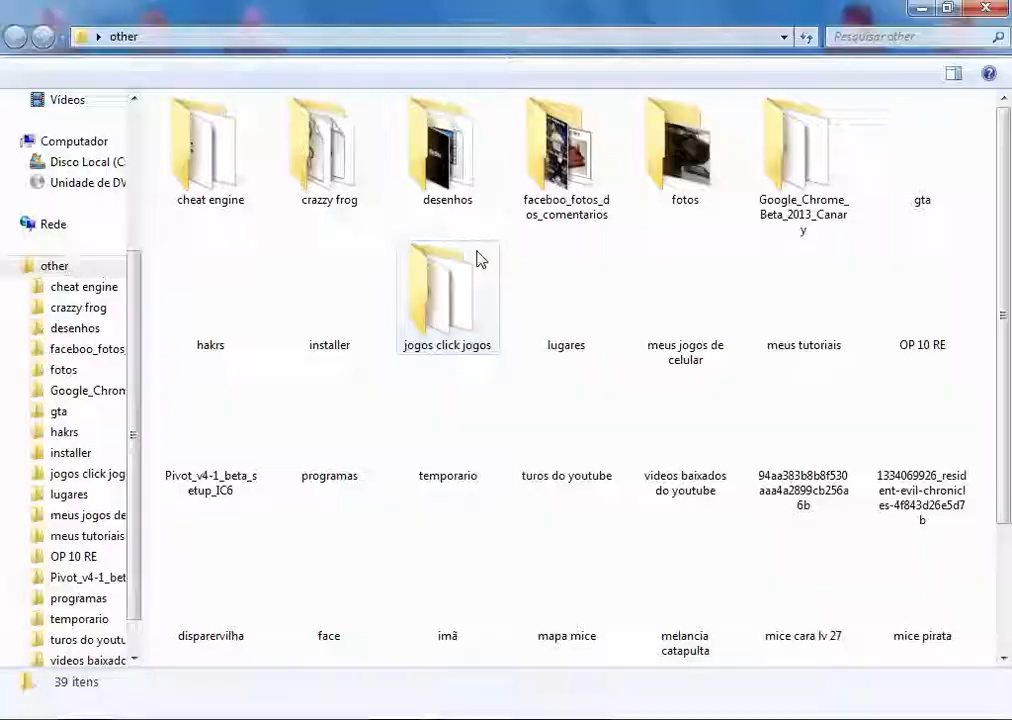 other
Pesquisar other
Vídeos
Computador
Disco Local (C
Unidade de DV
Rede
other
cheat engine
crazzy frog
desenhos
faceboo_fotos_
fotos
Google_Chrom
gta
hakrs
installer
jogos click jog
lugares
meus jogos de
meus tutoriais
OP 10 RE
Pivot_v4-1_bet
programas
temporario
turos do youtu
videos baixado
cheat engine
crazzy frog
desenhos
faceboo_fotos_d
os_comentarios
fotos
Google_Chrome_
Beta_2013_Canar
y
gta
hakrs
installer
jogos click jogos
lugares
meus jogos de
celular
meus tutoriais
OP 10 RE
Pivot_v4-1_beta_s
etup_IC6
programas
temporario
turos do youtube
videos baixados
do youtube
94aa383b8b8f530
aaa4a2899cb256a
6b
1334069926_resid
ent-evil-chronicl
es-4f843d26e5d7
b
disparervilha
face
imã
mapa mice
melancia
catapulta
mice cara lv 27
mice pirata
39 itens